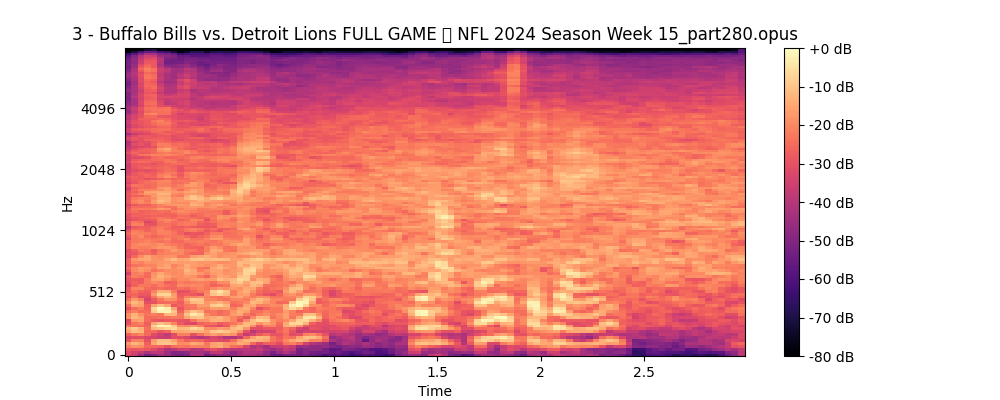 3 - Buffalo Bills vs. Detroit Lions FULL GAME ▯ NFL 2024 Season Week 15_part280.opus
+0 dB
-10 dB
-20 dB
-30 dB
-40 dB
-50 dB
-60 dB
-70 dB
-80 dB
4096
2048
1024
512
0
Hz
0 0.5 1 1.5 2 2.5
Time